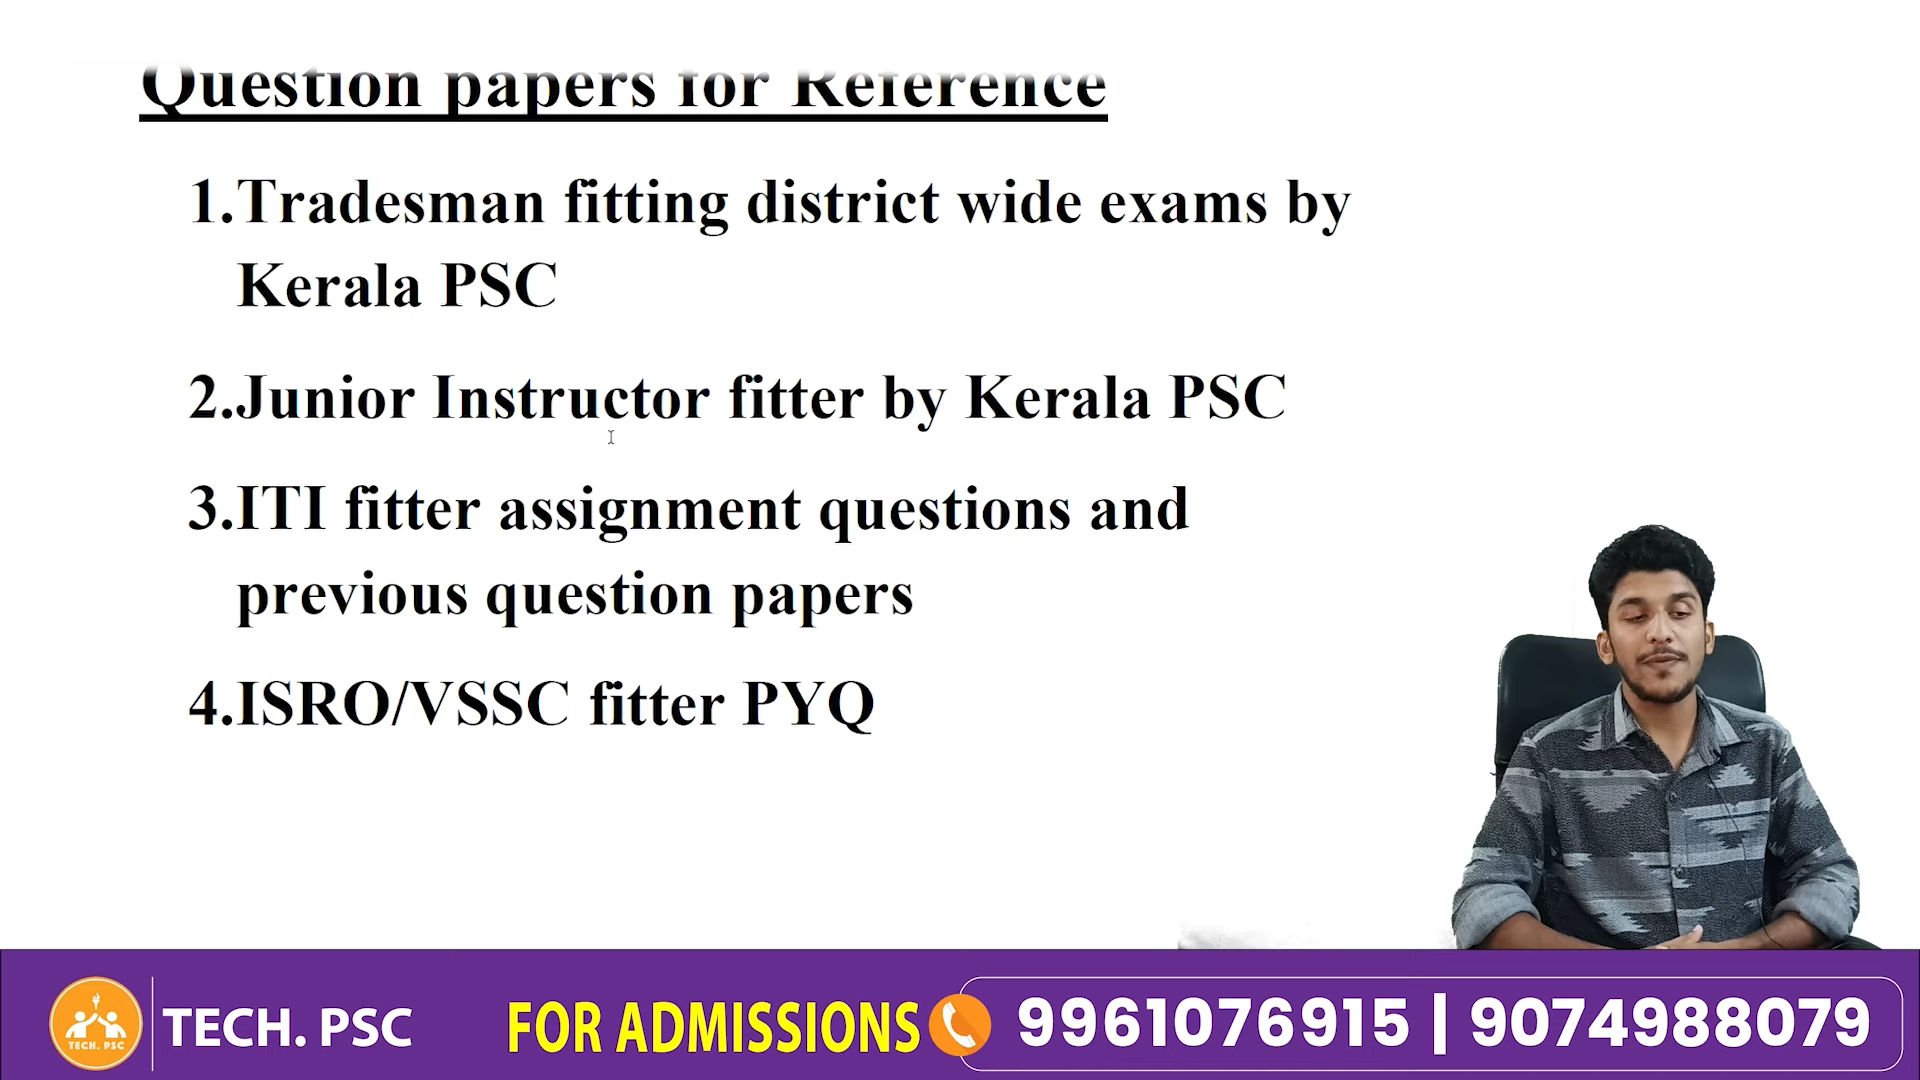 Question papers for Reference
1.Tradesman fitting district wide exams by
Kerala PSC
2.Junior Instructor fitter by Kerala PSC
3.ITI fitter assignment questions and
previous question papers
4.ISRO/VSSC fitter PYQ
TECH. PSC
TECH. PSC
FOR ADMISSIONS
9961076915 | 9074988079